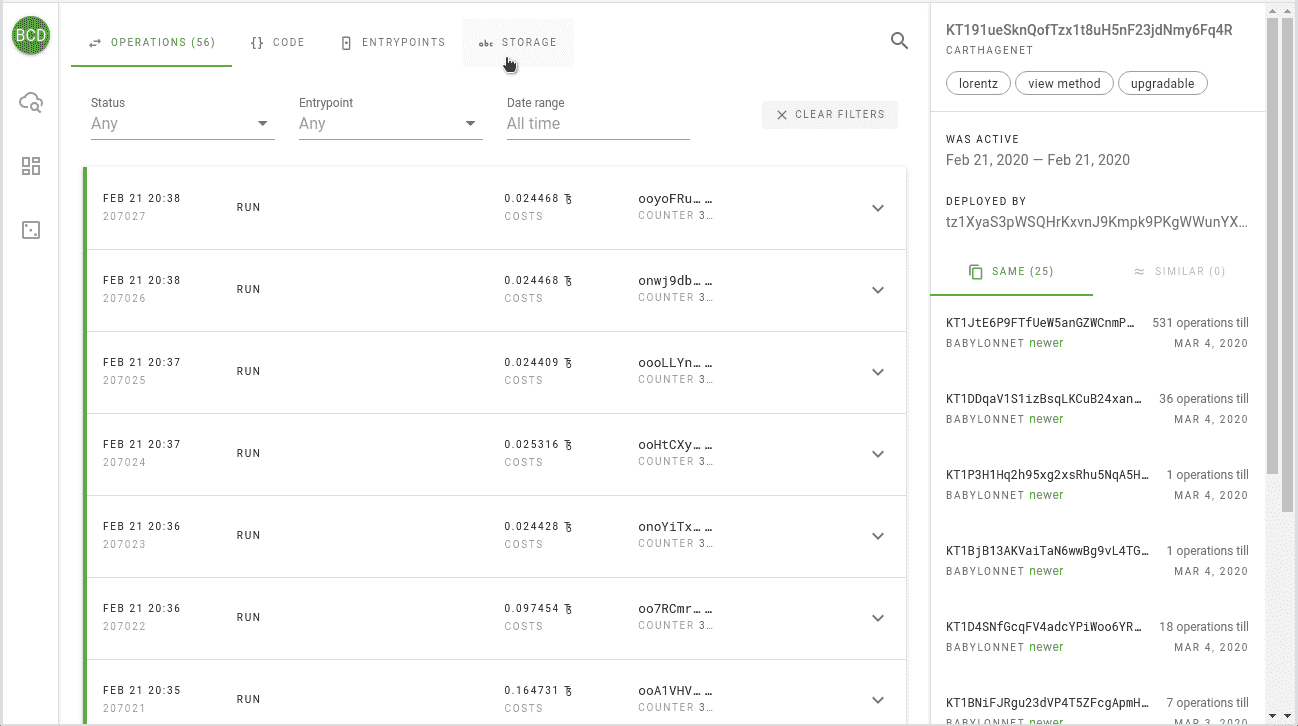 BCD
OPERATIONS (56) {} CODE ENTRYPOINTS abc STORAGE
Status Entrypoint Date range
Any Any All time
CLEAR FILTERS
FEB 21 20:38 RUN 0.024468 ꜩ ooyoFRu… …
207027 COSTS COUNTER 3…
FEB 21 20:38 RUN 0.024468 ꜩ onwj9db… …
207026 COSTS COUNTER 3…
FEB 21 20:37 RUN 0.024409 ꜩ oooLLYn… …
207025 COSTS COUNTER 3…
FEB 21 20:37 RUN 0.025316 ꜩ ooHtCXy… …
207024 COSTS COUNTER 3…
FEB 21 20:36 RUN 0.024428 ꜩ onoYiTx… …
207023 COSTS COUNTER 3…
FEB 21 20:36 RUN 0.097454 ꜩ oo7RCmr… …
207022 COSTS COUNTER 3…
FEB 21 20:35 RUN 0.164731 ꜩ ooA1VHV… …
207021 COSTS COUNTER 3…
KT191ueSknQofTzx1t8uH5nF23jdNmy6Fq4R
CARTHAGENET
lorentz view method upgradable
WAS ACTIVE
Feb 21, 2020 — Feb 21, 2020
DEPLOYED BY
tz1XyaS3pWSQHrKxvnJ9Kmpk9PKgWWunYX…
SAME (25) SIMILAR (0)
KT1JtE6P9FTfUeW5anGZWCnmP… 531 operations till
BABYLONNET newer MAR 4, 2020
KT1DDqaV1S1izBsqLKCuB24xan… 36 operations till
BABYLONNET newer MAR 4, 2020
KT1P3H1Hq2h95xg2xsRhu5NqA5H… 1 operations till
BABYLONNET newer MAR 4, 2020
KT1BjB13AKVaiTaN6wwBg9vL4TG… 1 operations till
BABYLONNET newer MAR 4, 2020
KT1D4SNfGcqFV4adcYPiWoo6YR… 18 operations till
BABYLONNET newer MAR 4, 2020
KT1BNiFJRgu23dVP4T5ZFcgApmH… 7 operations till
BABYLONNET newer MAR 3, 2020